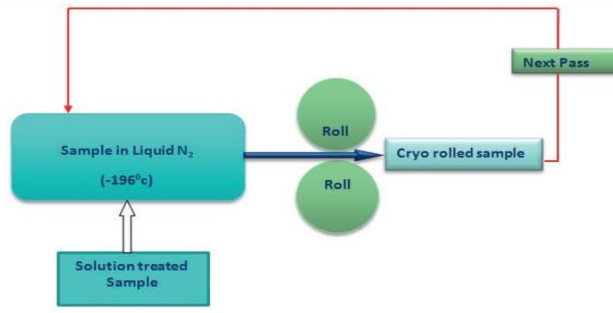 Next Pass
Roll
Sample in Liquid N₂
(-196⁰c)
Cryo rolled sample
Roll
Solution treated
Sample